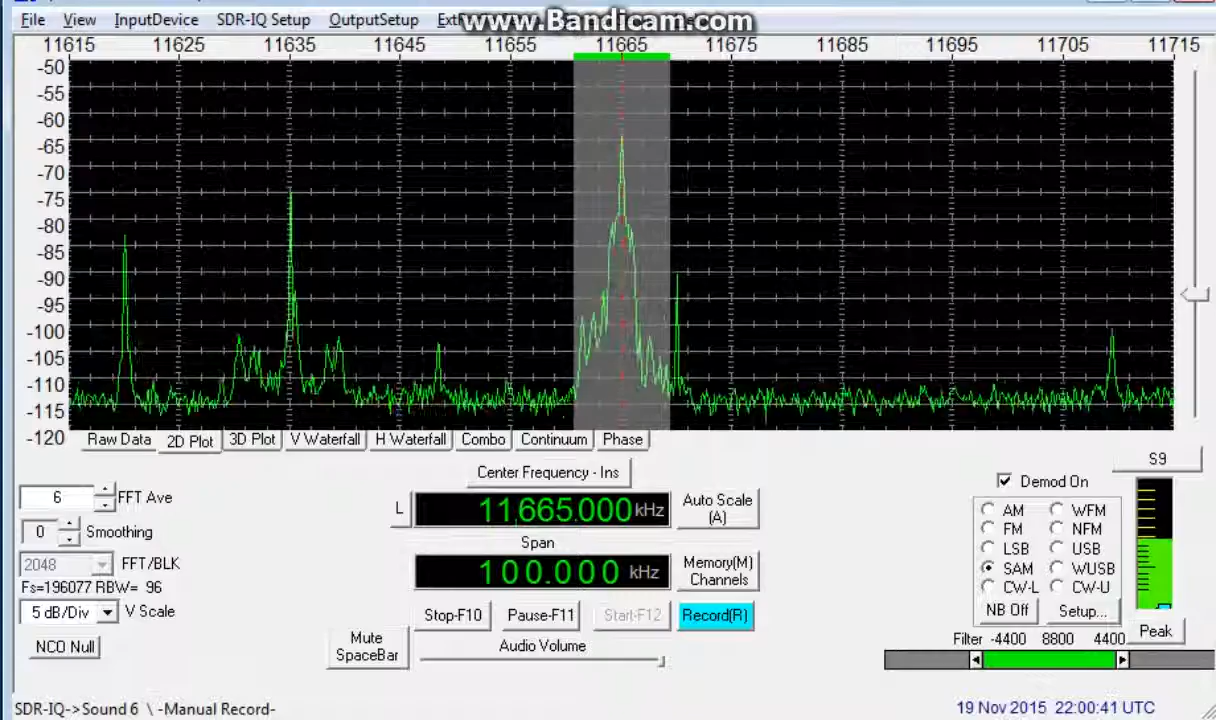 www.Bandicam.com
File View InputDevice SDR-IQ Setup OutputSetup
11615 11625 11635 11645 11655 11665 11675 11685 11695 11705 11715
-50
-55
-60
-65
-70
-75
-80
-85
-90
-95
-100
-105
-110
-115
-120
Raw Data 2D Plot 3D Plot V Waterfall H Waterfall Combo Continuum Phase
Center Frequency - Ins
S9
6 FFT Ave
L 11,665.000 kHz Auto Scale (A)
Demod On
0 Smoothing
Span
AM WFM
FM NFM
LSB USB
SAM WUSB
CW-L CW-U
2048 FFT/BLK
100.000 kHz Memory(M) Channels
Fs=196077 RBW= 96
5 dB/Div V Scale
Stop-F10 Pause-F11 Start-F12 Record(R)
NB Off Setup...
Peak
NCO Null
Mute SpaceBar
Audio Volume
Filter -4400 8800 4400
SDR-IQ->Sound 6 \ -Manual Record-
19 Nov 2015 22:00:41 UTC